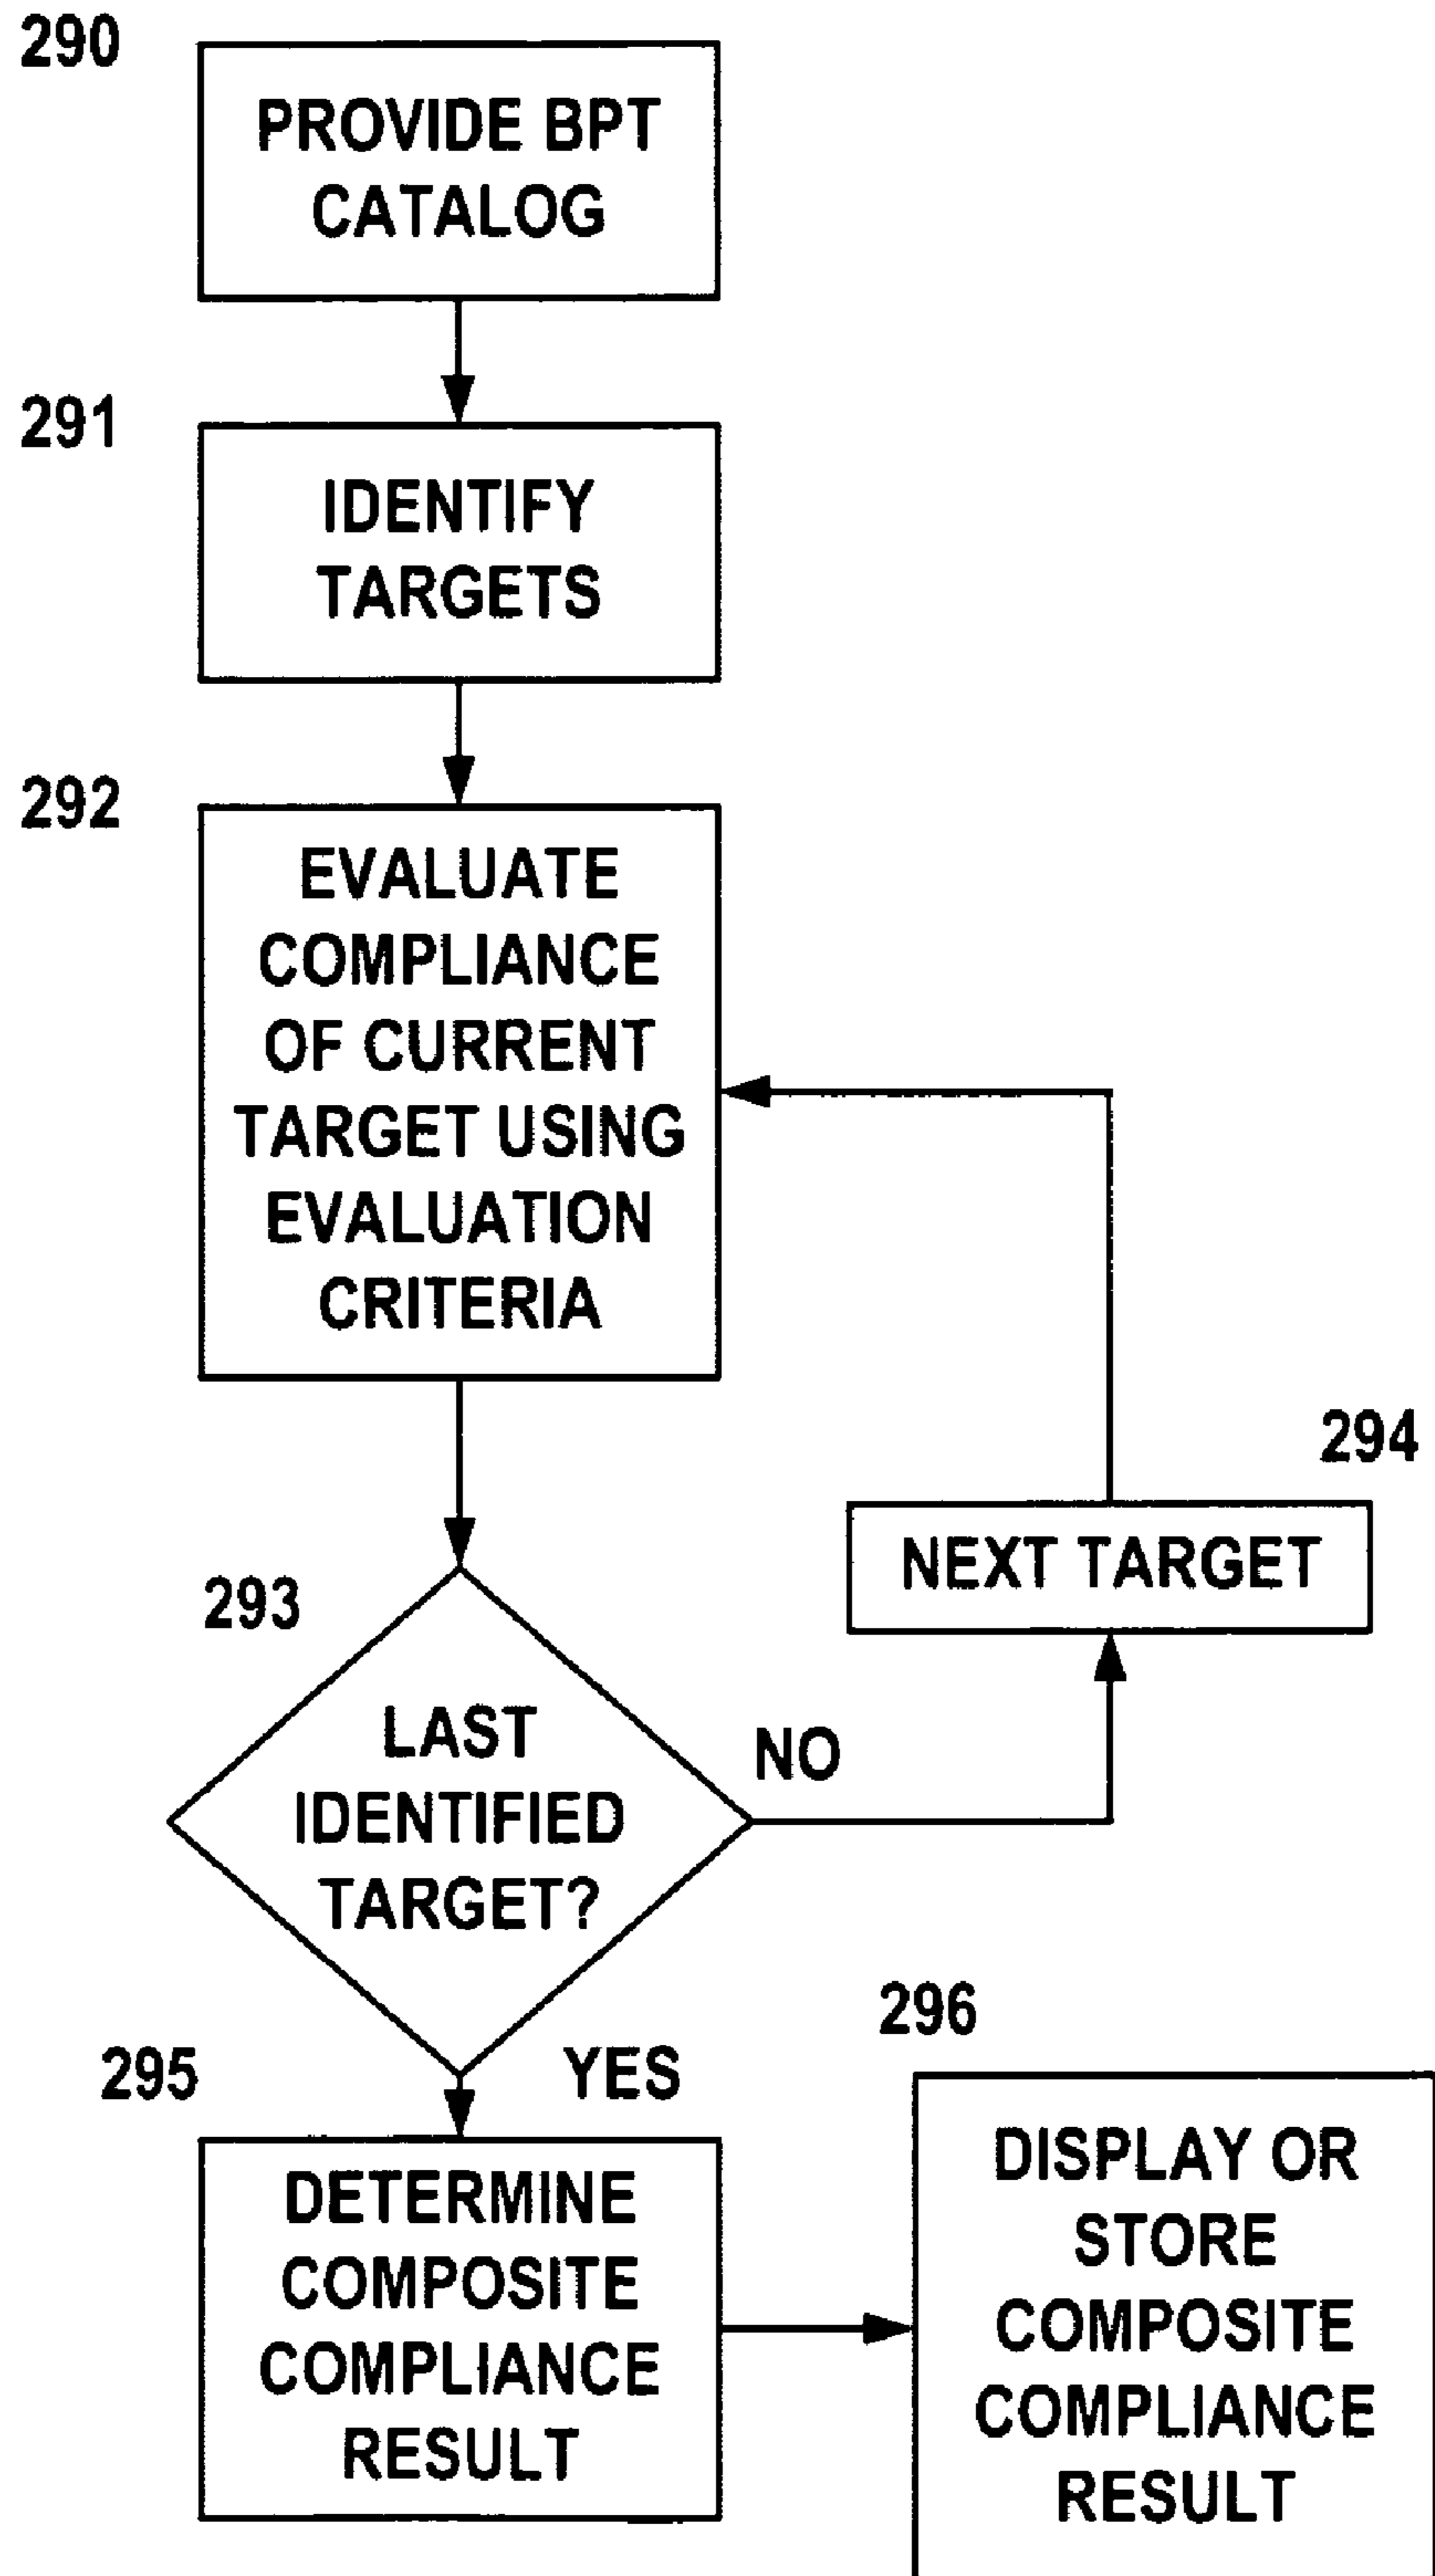 290
PROVIDE BPT
CATALOG
291
IDENTIFY
TARGETS
292
EVALUATE
COMPLIANCE
OF CURRENT
TARGET USING
EVALUATION
CRITERIA
294
NEXT TARGET
293
LAST
IDENTIFIED
TARGET?
NO
YES
295
DETERMINE
COMPOSITE
COMPLIANCE
RESULT
296
DISPLAY OR
STORE
COMPOSITE
COMPLIANCE
RESULT